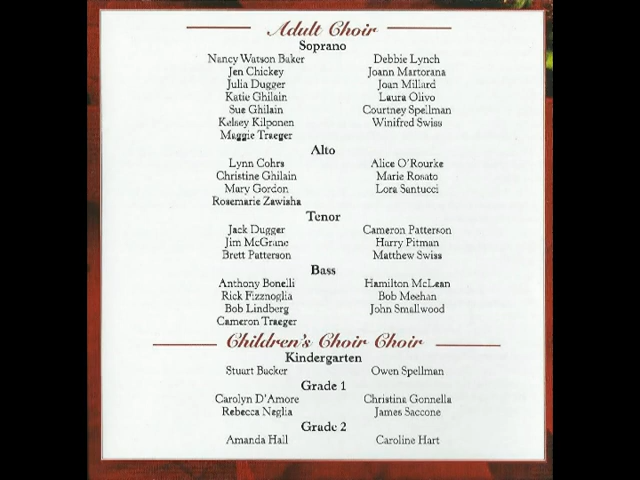 Adult Choir
Soprano
Nancy Watson Baker Debbie Lynch
Jen Chickey Joann Martorana
Julia Dugger Joan Millard
Katie Ghilain Laura Olivo
Sue Ghilain Courtney Spellman
Kelsey Kilponen Winifred Swiss
Maggie Traeger
Alto
Lynn Cohrs Alice O'Rourke
Christine Ghilain Marie Rosato
Mary Gordon Lora Santucci
Rosemarie Zawisha
Tenor
Jack Dugger Cameron Patterson
Jim McGrane Harry Pitman
Brett Patterson Matthew Swiss
Bass
Anthony Bonelli Hamilton McLean
Rick Fizznoglia Bob Meehan
Bob Lindberg John Smallwood
Cameron Traeger
Children's Choir Choir
Kindergarten
Stuart Backer Owen Spellman
Grade 1
Carolyn D'Amore Christina Gonnella
Rebecca Neglia James Saccone
Grade 2
Amanda Hall Caroline Hart